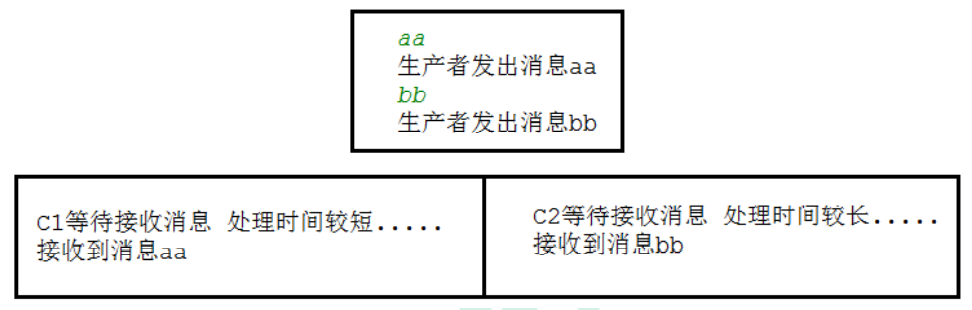 aa
生产者发出消息aa
bb
生产者发出消息bb
C1等待接收消息 处理时间较短.....
接收到消息aa
C2等待接收消息 处理时间较长.....
接收到消息bb